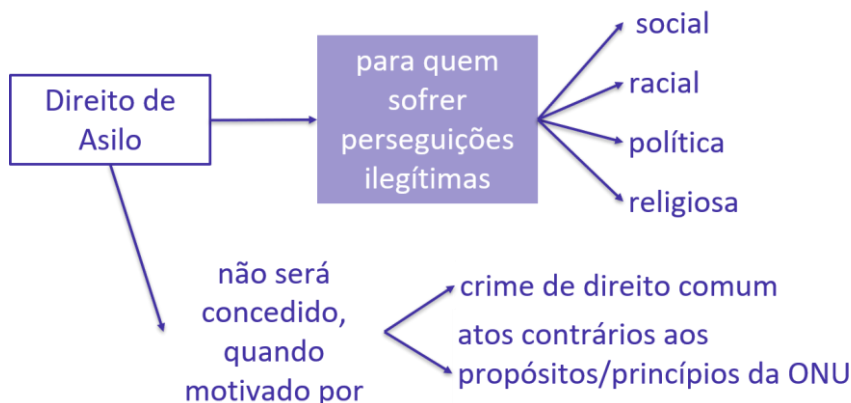 Direito de
Asilo
para quem
sofrer
perseguições
ilegítimas
social
racial
política
religiosa
não será
concedido,
quando
motivado por
crime de direito comum
atos contrários aos
propósitos/princípios da ONU